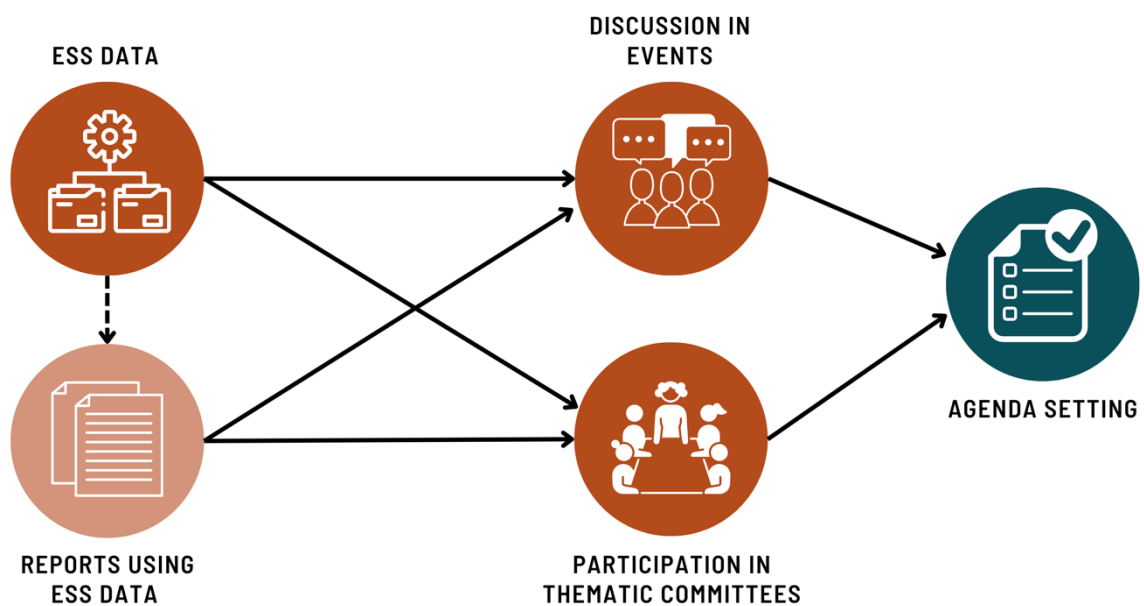 ESS DATA
DISCUSSION IN
EVENTS
AGENDA SETTING
REPORTS USING
ESS DATA
PARTICIPATION IN
THEMATIC COMMITTEES